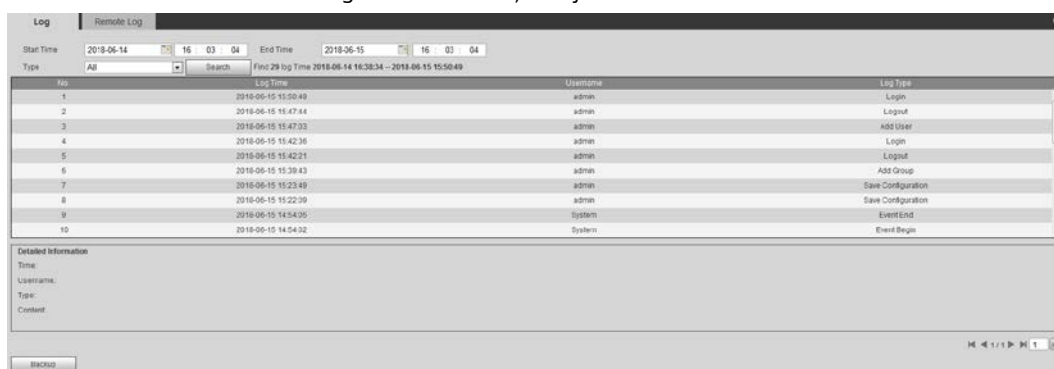 Log Remote Log
Start Time 2018-06-14 16 : 03 : 04 End Time 2018-06-15 16 : 03 : 04
Type All Search Find 29 log Time 2018-06-14 16:38:34 -- 2018-06-15 15:50:49
No. Log Time Username Log Type
1 2018-06-15 15:50:49 admin Login
2 2018-06-15 15:47:44 admin Logout
3 2018-06-15 15:47:03 admin Add User
4 2018-06-15 15:42:36 admin Login
5 2018-06-15 15:42:21 admin Logout
6 2018-06-15 15:39:43 admin Add Group
7 2018-06-15 15:23:49 admin Save Configuration
8 2018-06-15 15:22:09 admin Save Configuration
9 2018-06-15 14:54:05 System Event End
10 2018-06-15 14:54:02 System Event Begin
Detailed Information
Time:
Username:
Type:
Content:
1/1 1
Backup